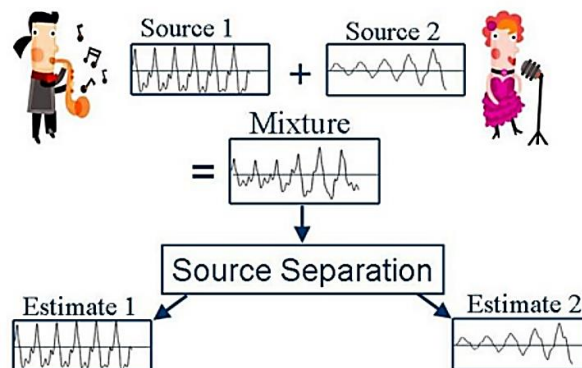 Source 1
Source 2
+
Mixture
=
Source Separation
Estimate 1
Estimate 2